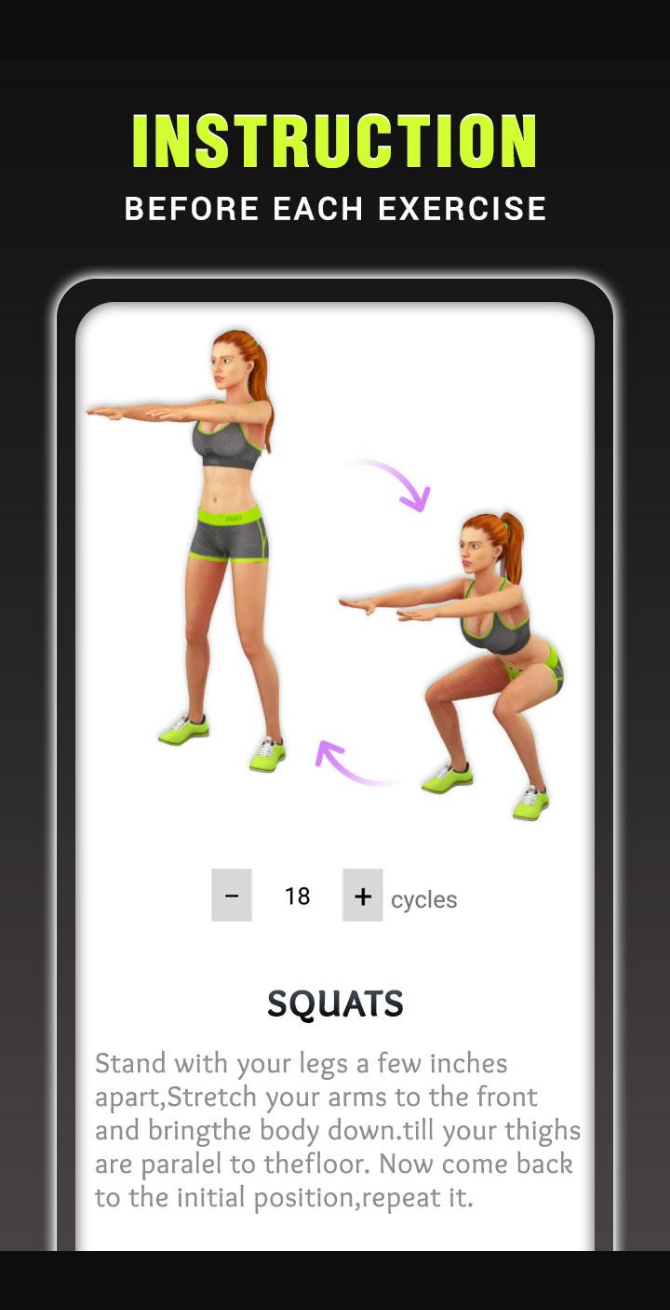 INSTRUCTION
BEFORE EACH EXERCISE
− 18 + cycles
SQUATS
Stand with your legs a few inches
apart,Stretch your arms to the front
and bringthe body down.till your thighs
are paralel to thefloor. Now come back
to the initial position,repeat it.